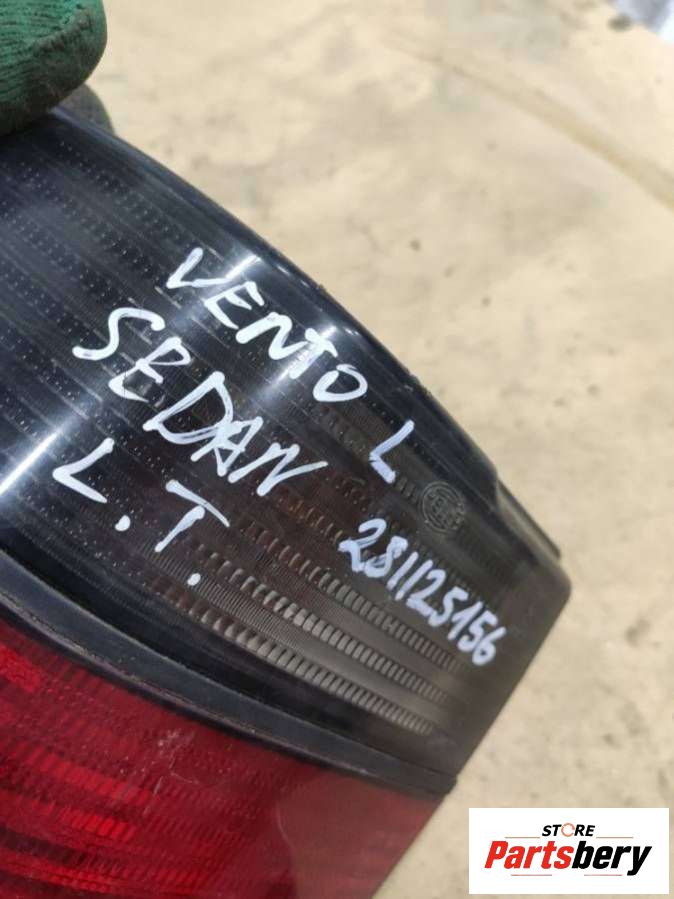 VENTO L
SEDAN
L.T.
281125156
STORE
Partsbery